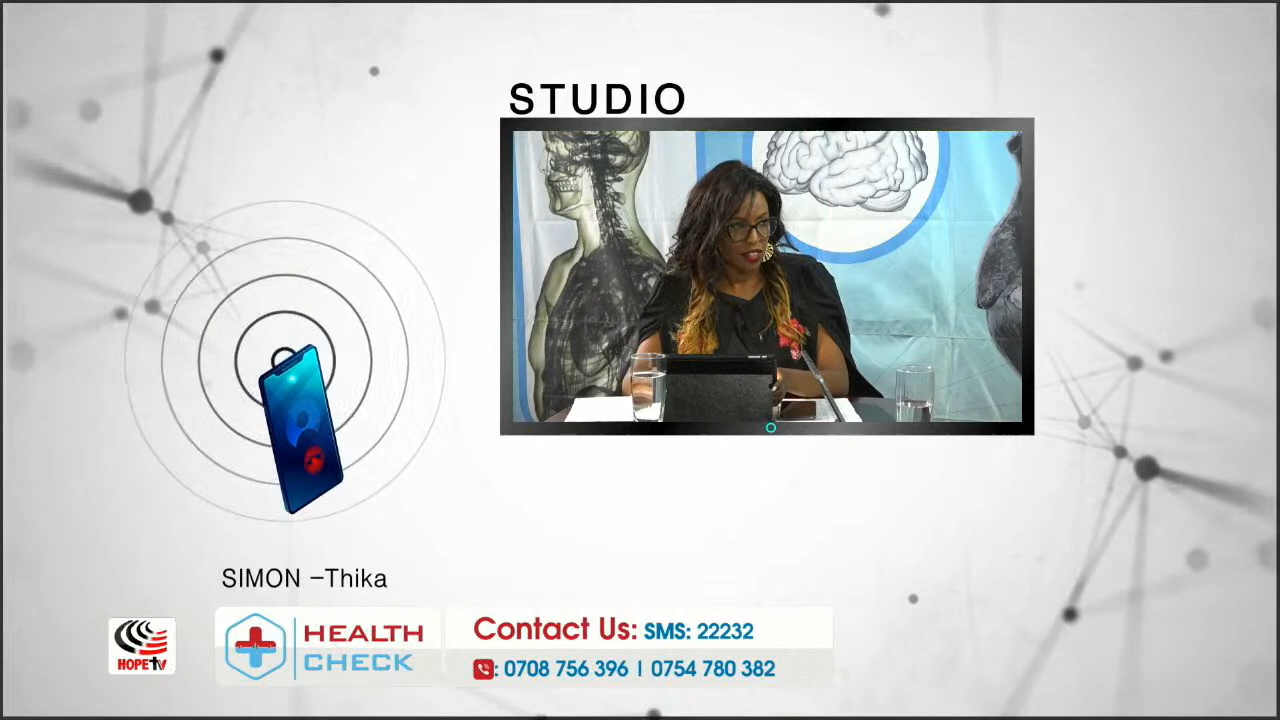 STUDIO
SIMON –Thika
HOPE TV
HEALTH
CHECK
Contact Us: SMS: 22232
: 0708 756 396 | 0754 780 382